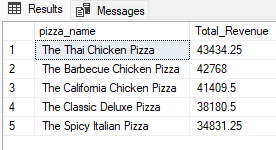 Results Messages
pizza_name Total_Revenue
1 The Thai Chicken Pizza 43434.25
2 The Barbecue Chicken Pizza 42768
3 The California Chicken Pizza 41409.5
4 The Classic Deluxe Pizza 38180.5
5 The Spicy Italian Pizza 34831.25